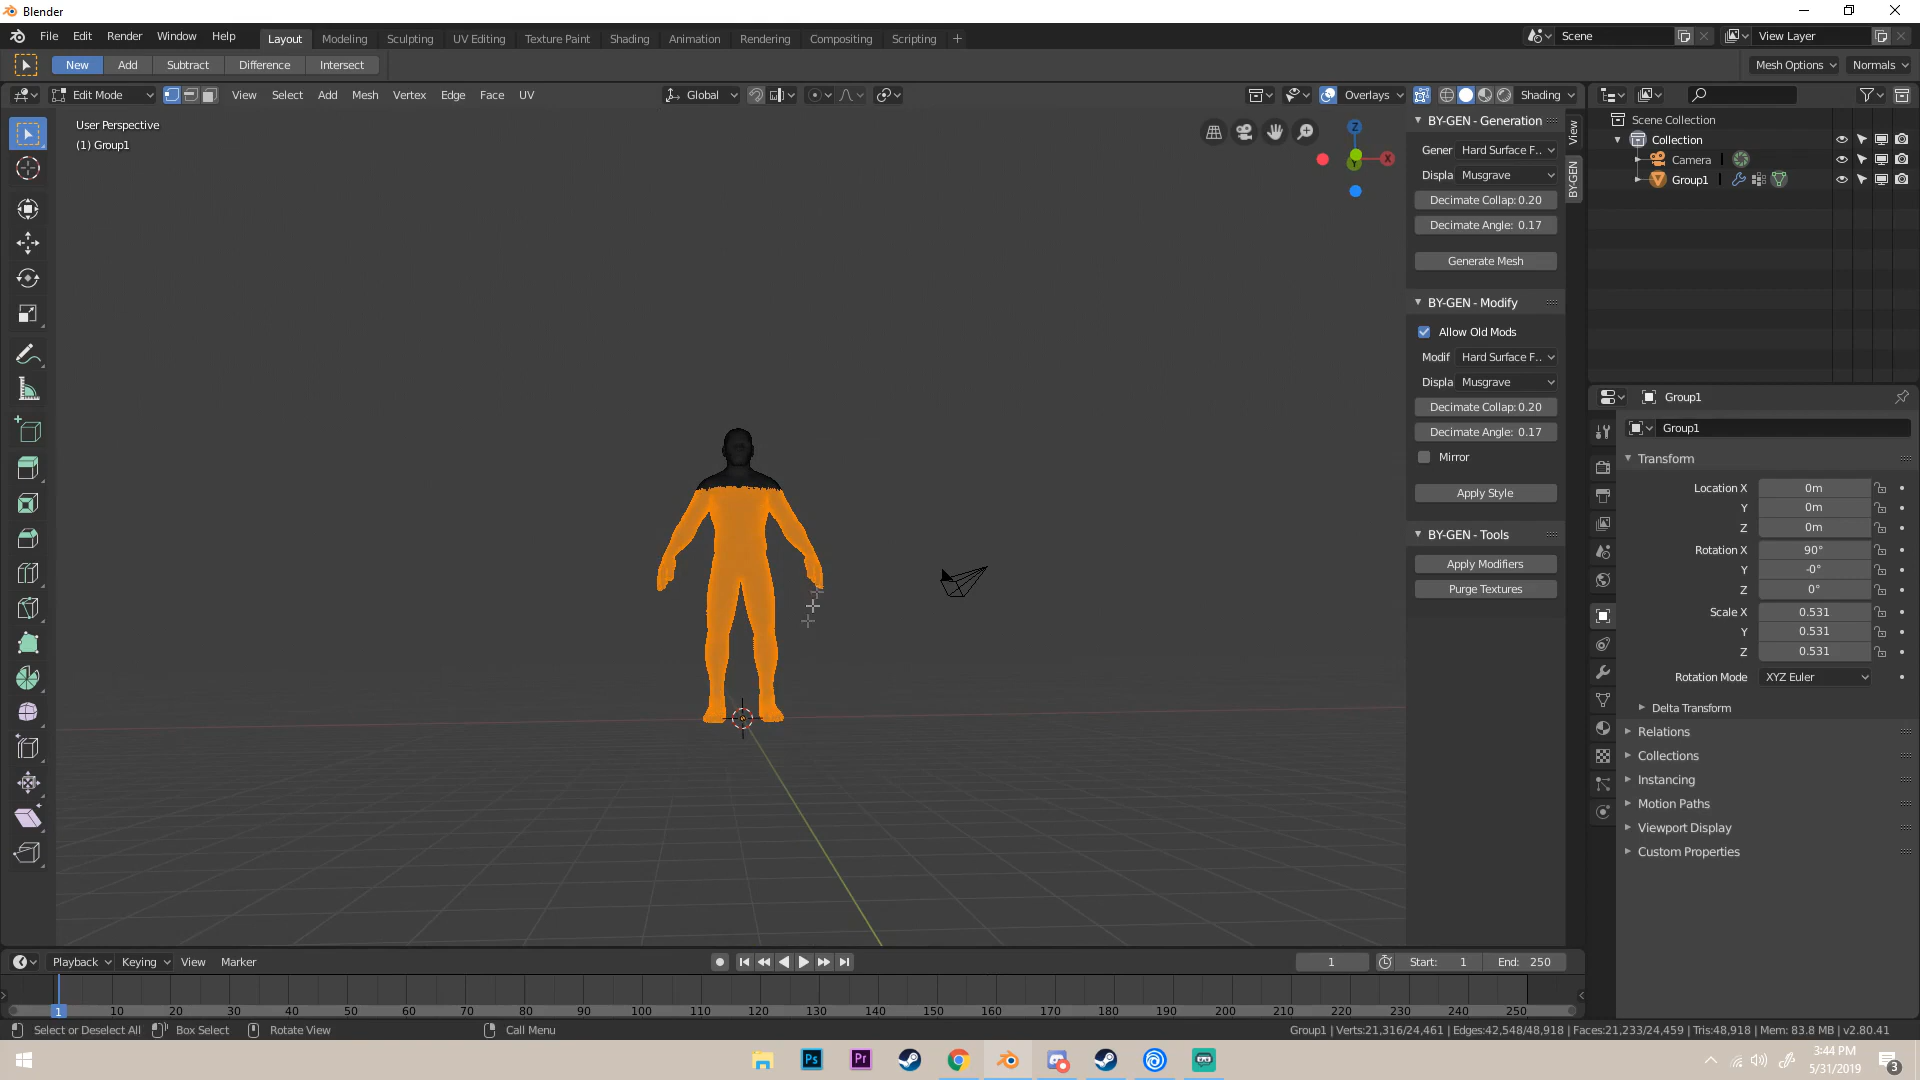 Blender
File Edit Render Window Help Layout Modeling Sculpting UV Editing Texture Paint Shading Animation Rendering Compositing Scripting + Scene View Layer
New Add Subtract Difference Intersect Mesh Options Normals
Edit Mode View Select Add Mesh Vertex Edge Face UV Global Overlays Shading
User Perspective
(1) Group1
Z
X
Y
BY-GEN - Generation
Gener Hard Surface F..
Displa Musgrave
Decimate Collap: 0.20
Decimate Angle: 0.17
Generate Mesh
BY-GEN - Modify
Allow Old Mods
Modif Hard Surface F..
Displa Musgrave
Decimate Collap: 0.20
Decimate Angle: 0.17
Mirror
Apply Style
BY-GEN - Tools
Apply Modifiers
Purge Textures
View
BY-GEN
Scene Collection
Collection
Camera
Group1
Group1
Group1
Transform
Location X 0m
Y 0m
Z 0m
Rotation X 90°
Y -0°
Z 0°
Scale X 0.531
Y 0.531
Z 0.531
Rotation Mode XYZ Euler
Delta Transform
Relations
Collections
Instancing
Motion Paths
Viewport Display
Custom Properties
Playback Keying View Marker 1 Start: 1 End: 250
1 10 20 30 40 50 60 70 80 90 100 110 120 130 140 150 160 170 180 190 200 210 220 230 240 250
Select or Deselect All Box Select Rotate View Call Menu Group1 | Verts:21,316/24,461 | Edges:42,548/48,918 | Faces:21,233/24,459 | Tris:48,918 | Mem: 83.8 MB | v2.80.41
Ps Pr 3:44 PM
5/31/2019 3